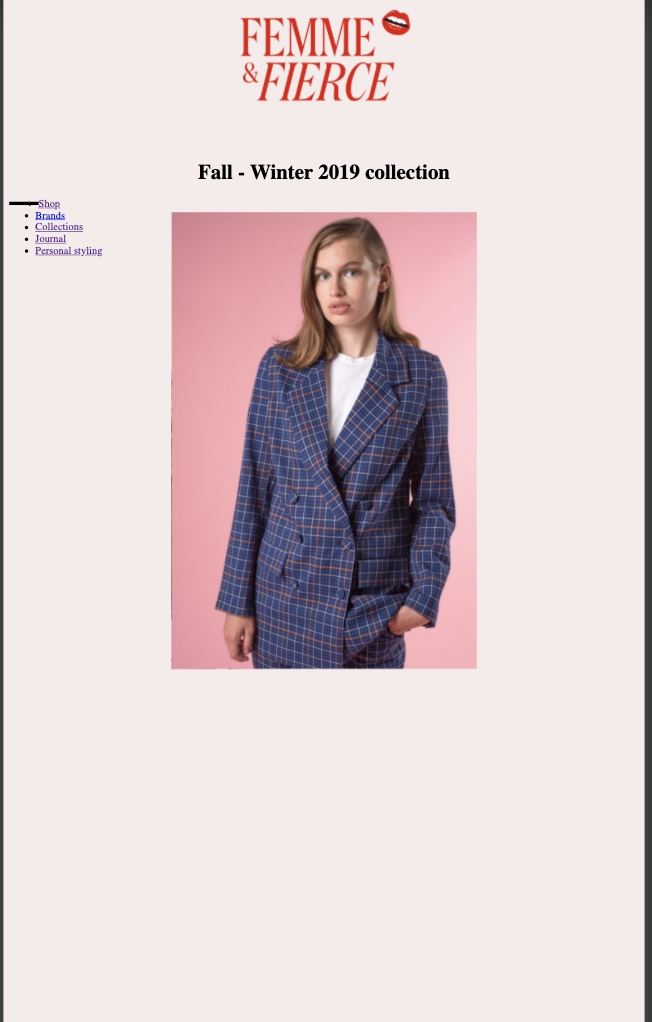 FEMME
& FIERCE
Fall - Winter 2019 collection
Shop
Brands
Collections
Journal
Personal styling